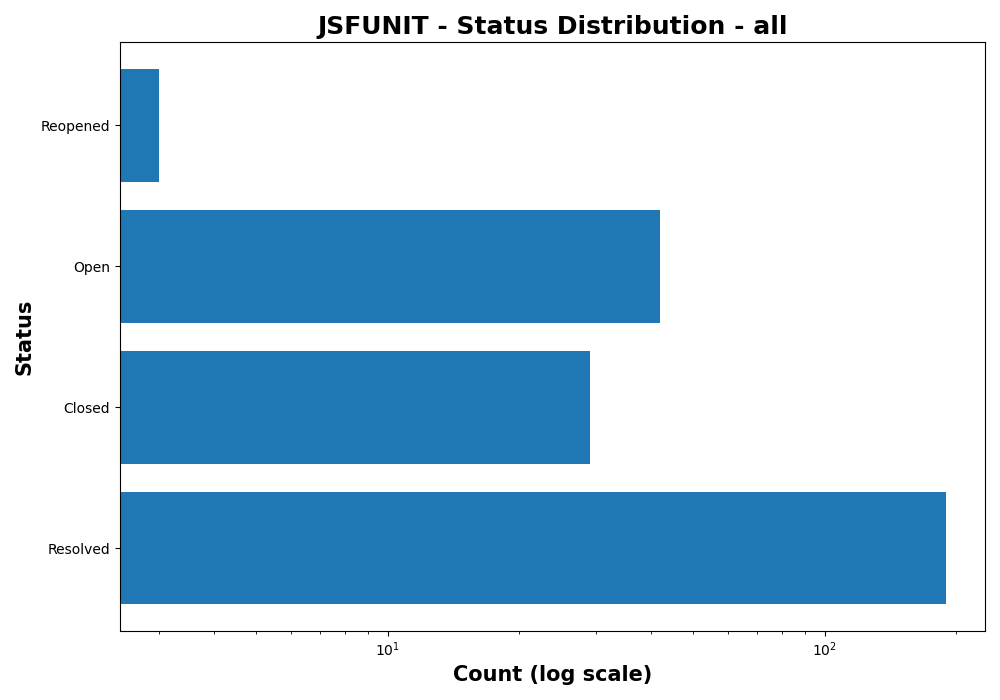 JSFUNIT - Status Distribution - all
Status
Reopened
Open
Closed
Resolved
10¹
10²
Count (log scale)